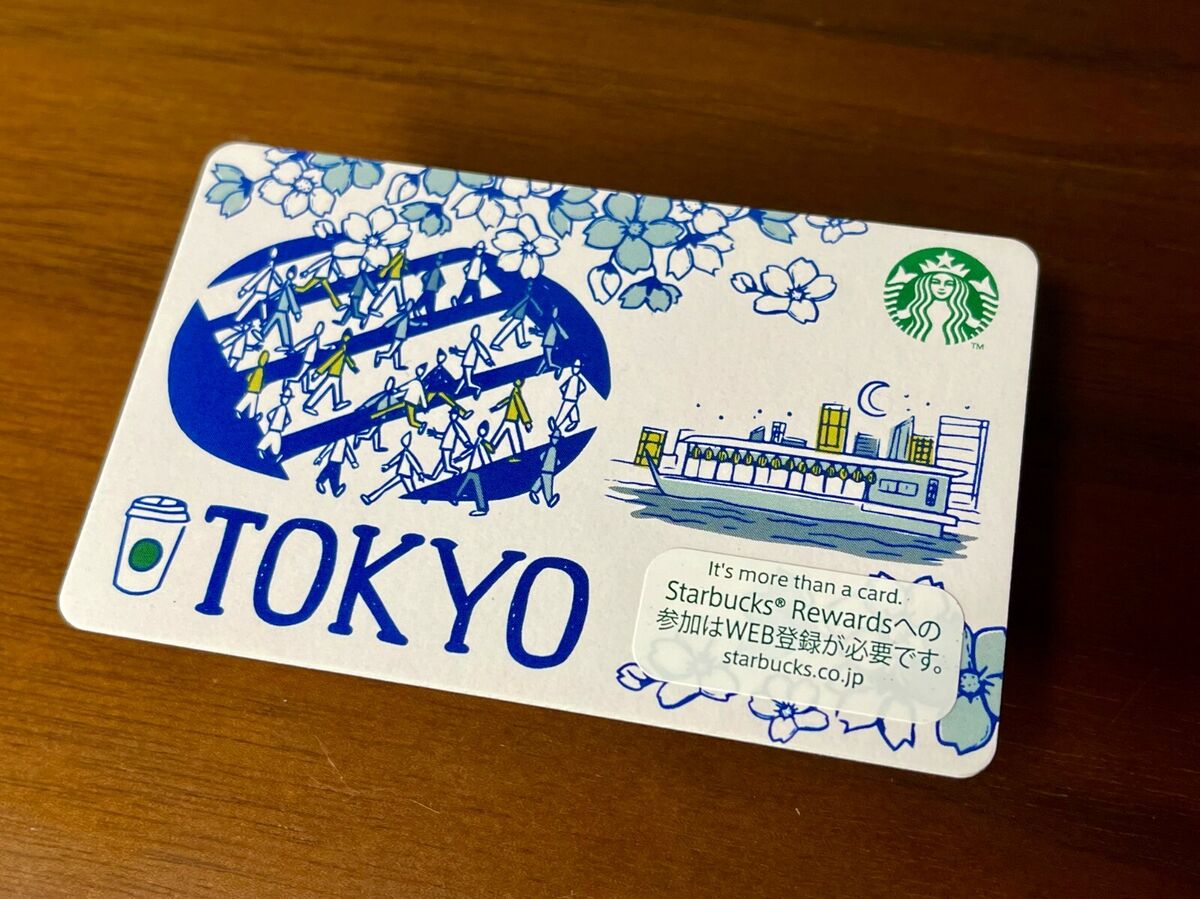 TOKYO
It's more than a card.
Starbucks® Rewardsへの
参加はWEB登録が必要です。
starbucks.co.jp
TM